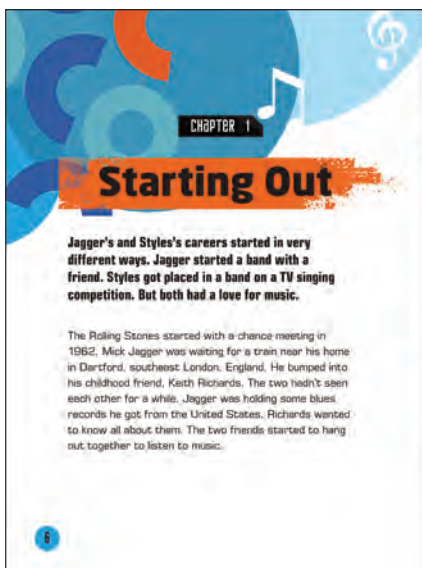 CHAPTER 1
Starting Out
Jagger's and Styles's careers started in very
different ways. Jagger started a band with a
friend. Styles got placed in a band on a TV singing
competition. But both had a love for music.
The Rolling Stones started with a chance meeting in
1962. Mick Jagger was waiting for a train near his home
in Dartford, southeast London, England. He bumped into
his childhood friend, Keith Richards. The two hadn't seen
each other for a while. Jagger was holding some blues
records he got from the United States. Richards wanted
to know all about them. The two friends started to hang
out together to listen to music.
6